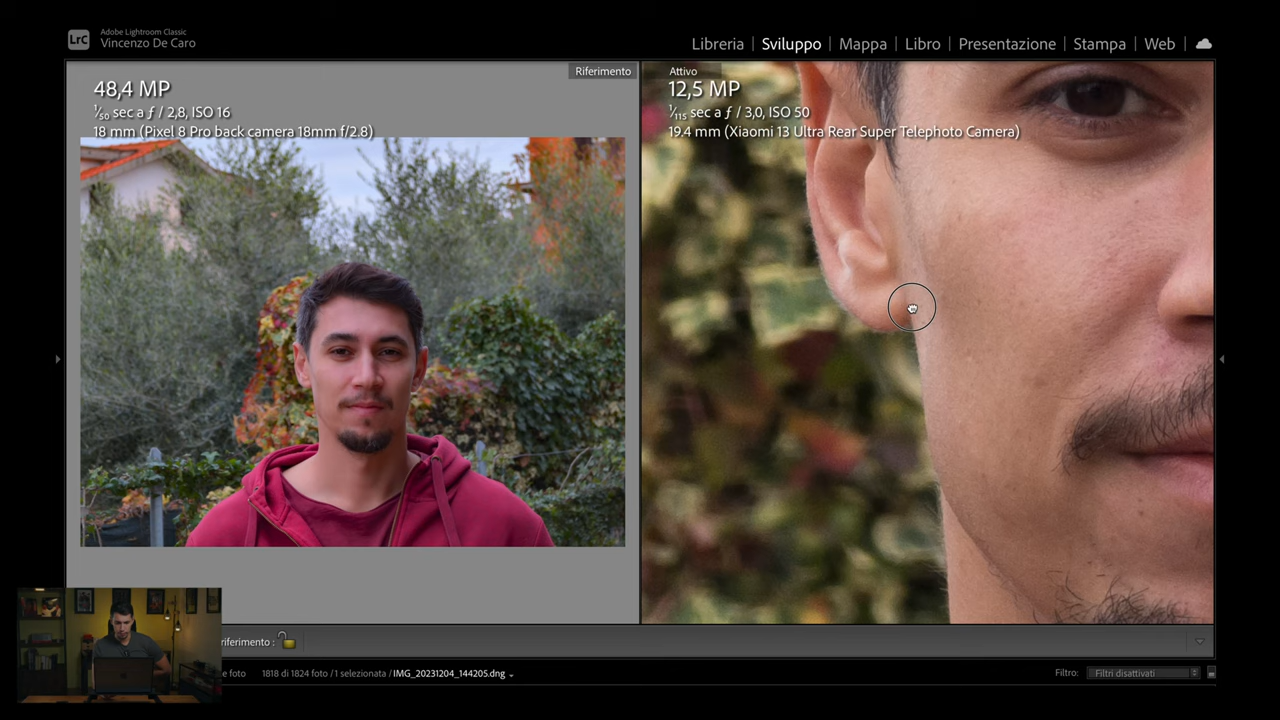 LrC
Adobe Lightroom Classic
Vincenzo De Caro
Libreria | Sviluppo | Mappa | Libro | Presentazione | Stampa | Web
Riferimento
48,4 MP
1/50 sec a ƒ / 2,8, ISO 16
18 mm (Pixel 8 Pro back camera 18mm f/2.8)
Attivo
12,5 MP
1/115 sec a ƒ / 3,0, ISO 50
19.4 mm (Xiaomi 13 Ultra Rear Super Telephoto Camera)
riferimento :
e foto 1818 di 1824 foto / 1 selezionata / IMG_20231204_144205.dng
Filtro: Filtri disattivati